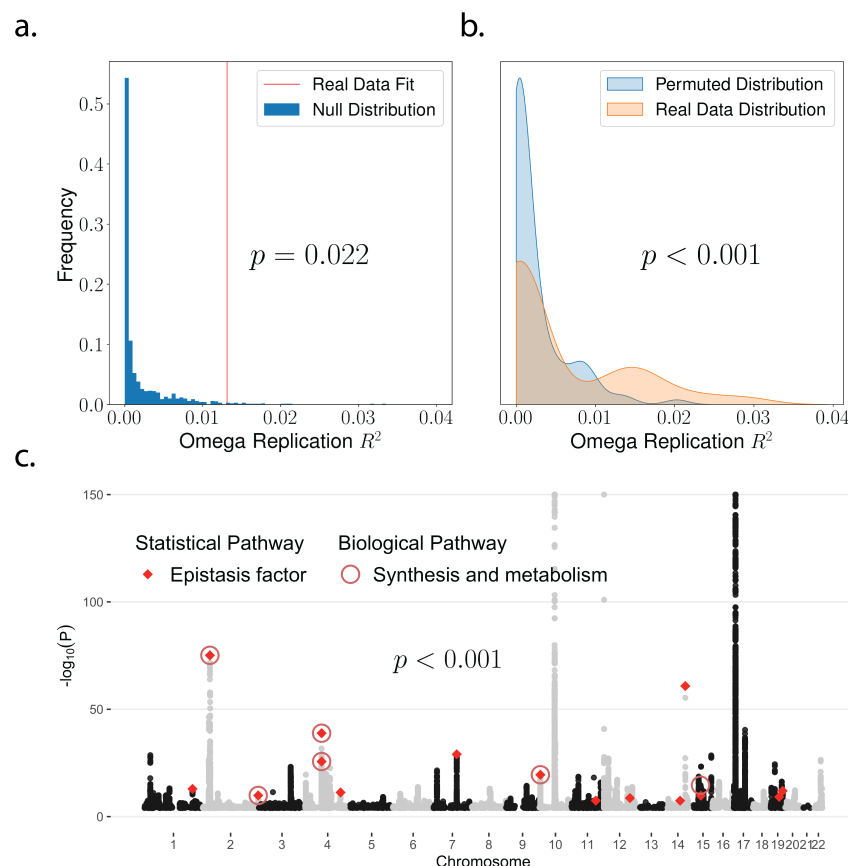 a.
Real Data Fit
Null Distribution
p = 0.022
Frequency
0.5
0.4
0.3
0.2
0.1
0.0
0.00 0.01 0.02 0.03 0.04
Omega Replication R²
b.
Permuted Distribution
Real Data Distribution
p < 0.001
0.00 0.01 0.02 0.03 0.04
Omega Replication R²
c.
Statistical Pathway
Epistasis factor
Biological Pathway
Synthesis and metabolism
p < 0.001
-log₁₀(P)
150
100
50
0
1 2 3 4 5 6 7 8 9 10 11 12 13 14 15 16 17 18 19 20 21 22
Chromosome